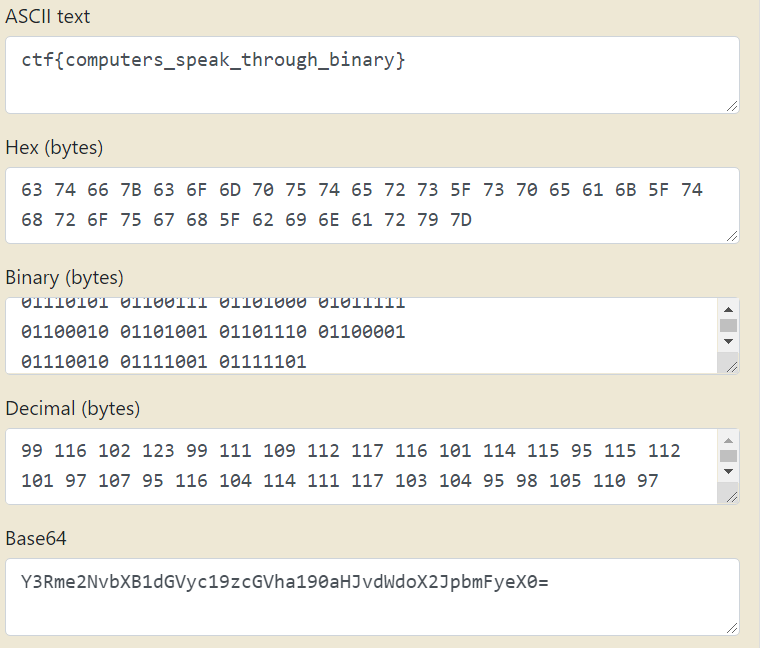 ASCII text
ctf{computers_speak_through_binary}
Hex (bytes)
63 74 66 7B 63 6F 6D 70 75 74 65 72 73 5F 73 70 65 61 6B 5F 74
68 72 6F 75 67 68 5F 62 69 6E 61 72 79 7D
Binary (bytes)
01110101 01100111 01101000 01011111
01100010 01101001 01101110 01100001
01110010 01111001 01111101
Decimal (bytes)
99 116 102 123 99 111 109 112 117 116 101 114 115 95 115 112
101 97 107 95 116 104 114 111 117 103 104 95 98 105 110 97
Base64
Y3Rme2NvbXB1dGVyc19zcGVha190aHJvdWdoX2JpbmFyeX0=